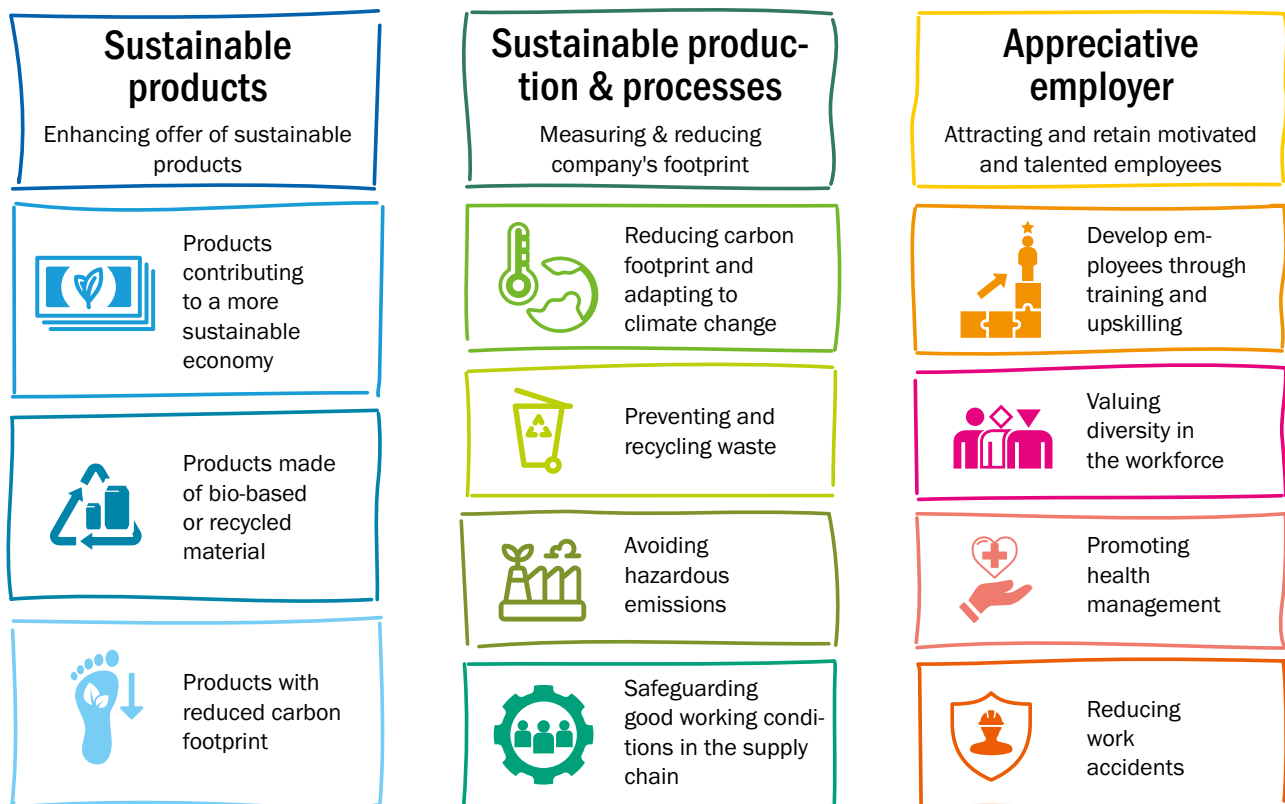 Sustainable
products
Enhancing offer of sustainable
products
Products
contributing
to a more
sustainable
economy
Products made
of bio-based
or recycled
material
Products with
reduced carbon
footprint
Sustainable produc-
tion & processes
Measuring & reducing
company's footprint
Reducing carbon
footprint and
adapting to
climate change
Preventing and
recycling waste
Avoiding
hazardous
emissions
Safeguarding
good working condi-
tions in the supply
chain
Appreciative
employer
Attracting and retain motivated
and talented employees
Develop em-
ployees through
training and
upskilling
Valuing
diversity in
the workforce
Promoting
health
management
Reducing
work
accidents